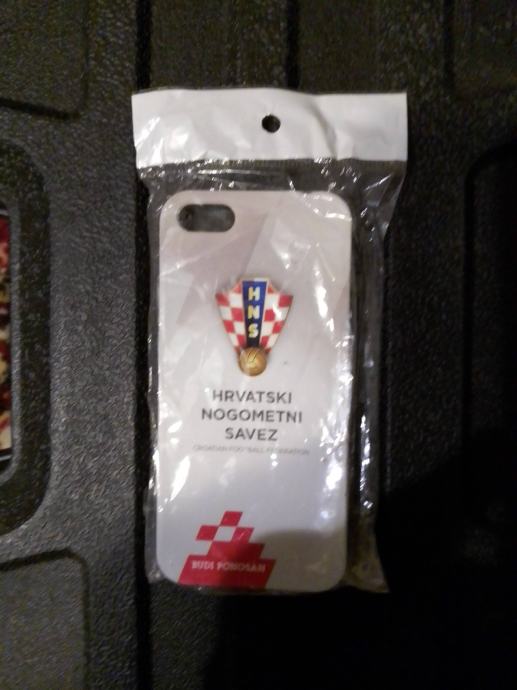 HNS
HRVATSKI
NOGOMETNI
SAVEZ
CROATIAN FOOTBALL FEDERATION
BUDI PONOSAN